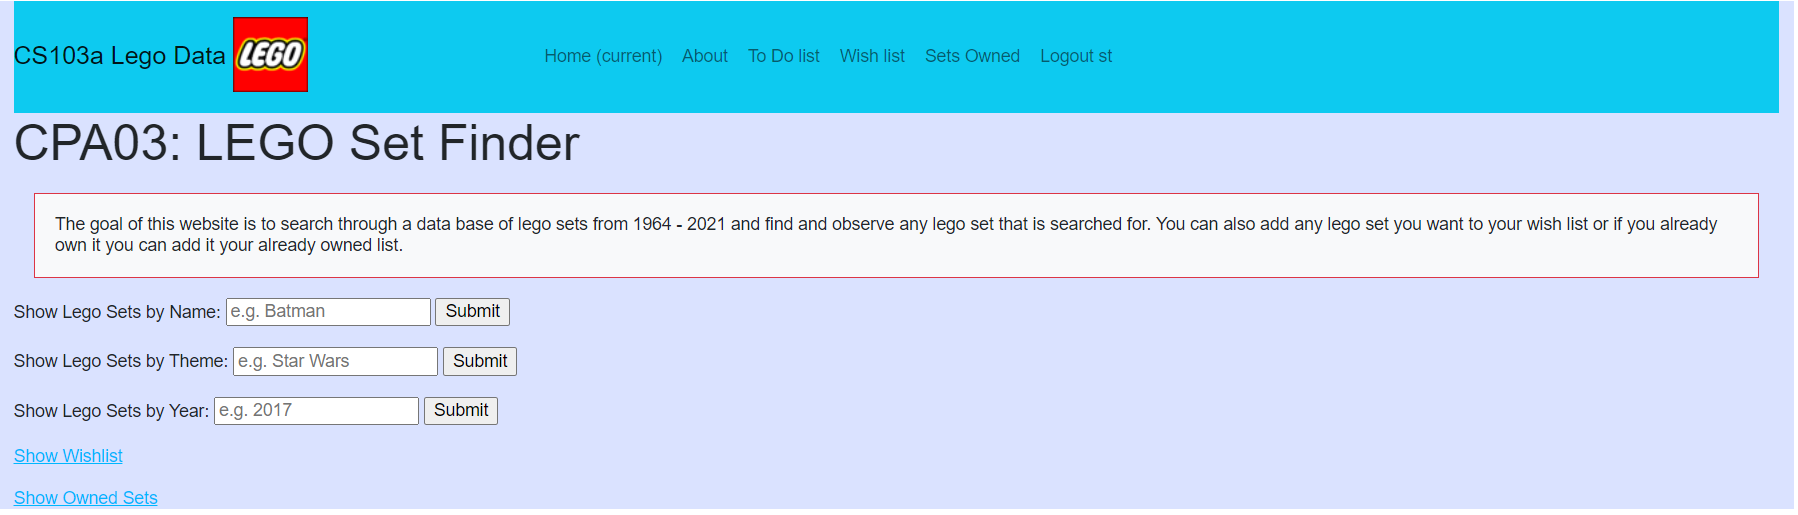 CS103a Lego Data LEGO Home (current) About To Do list Wish list Sets Owned Logout st
CPA03: LEGO Set Finder
The goal of this website is to search through a data base of lego sets from 1964 - 2021 and find and observe any lego set that is searched for. You can also add any lego set you want to your wish list or if you already
own it you can add it your already owned list.
Show Lego Sets by Name: e.g. Batman Submit
Show Lego Sets by Theme: e.g. Star Wars Submit
Show Lego Sets by Year: e.g. 2017 Submit
Show Wishlist
Show Owned Sets